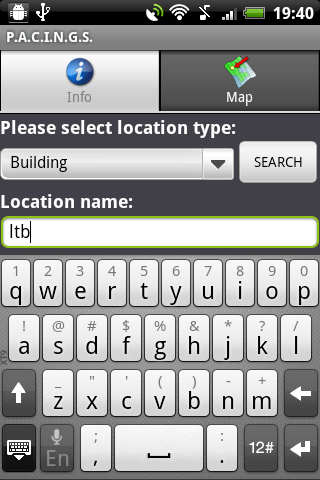 19:40
P.A.C.I.N.G.S.
Info Map
Please select location type:
Building SEARCH
Location name:
ltb
1 2 3 4 5 6 7 8 9 0
q w e r t y u i o p
! @ # $ % & * ? /
a s d f g h j k l
_ " ' ( ) - +
z x c v b n m
; :
En , . 12#
XT9